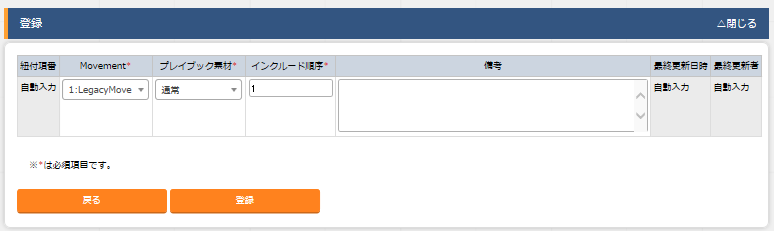 登録 △閉じる
紐付項番 Movement* プレイブック素材* インクルード順序* 備考 最終更新日時 最終更新者
自動入力 1:LegacyMove 通常 1 自動入力 自動入力
※*は必須項目です。
戻る 登録